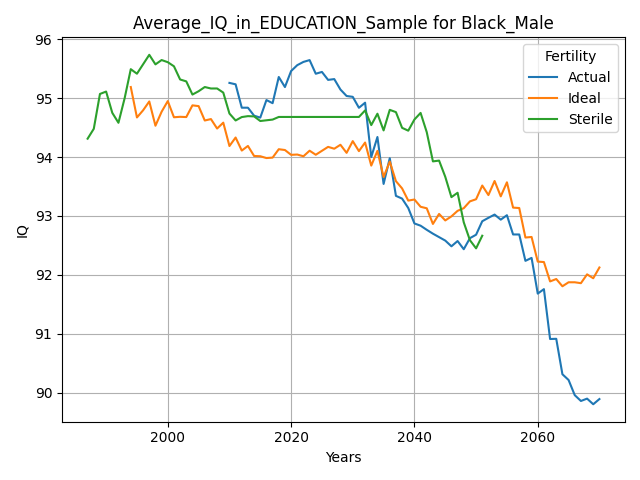 Average_IQ_in_EDUCATION_Sample for Black_Male
Fertility
Actual
Ideal
Sterile
IQ
96
95
94
93
92
91
90
2000
2020
2040
2060
Years